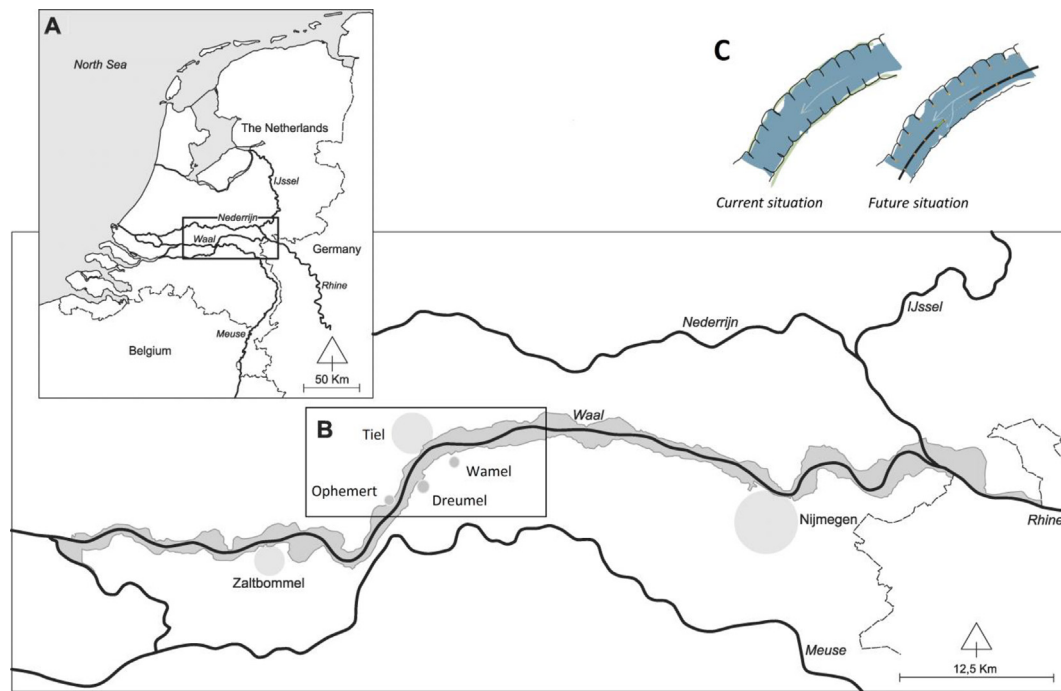 A
North Sea
The Netherlands
IJssel
Nederrijn
Waal
Germany
Rhine
Meuse
Belgium
50 Km
C
Current situation
Future situation
B
Tiel
Wamel
Ophemert
Dreumel
Zaltbommel
Waal
Nederrijn
IJssel
Nijmegen
Rhine
Meuse
12,5 Km